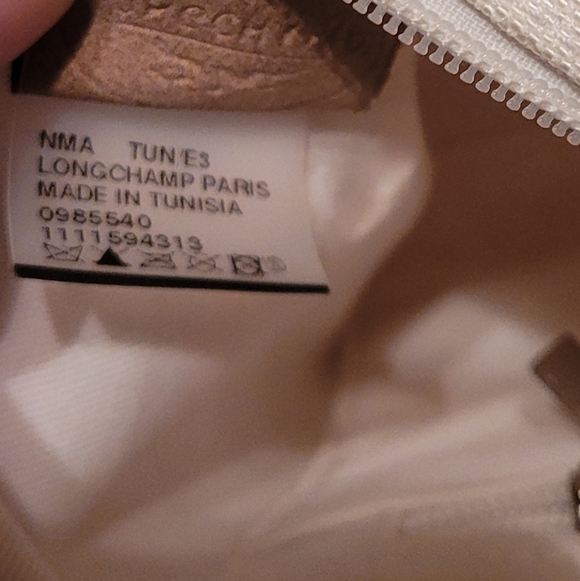 NMA TUN/E3
LONGCHAMP PARIS
MADE IN TUNISIA
0985540
1111594313